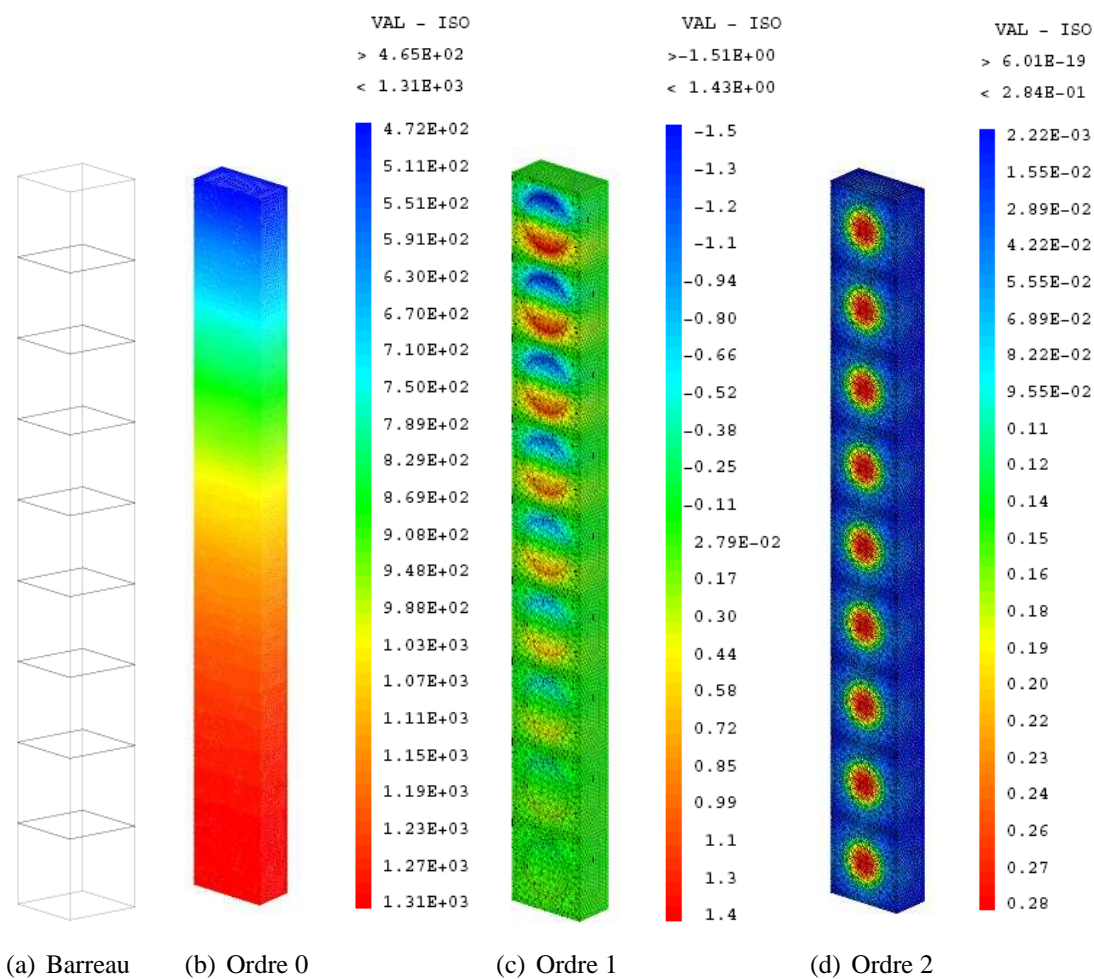 VAL - ISO
> 4.65E+02
< 1.31E+03
4.72E+02
5.11E+02
5.51E+02
5.91E+02
6.30E+02
6.70E+02
7.10E+02
7.50E+02
7.89E+02
8.29E+02
8.69E+02
9.08E+02
9.48E+02
9.88E+02
1.03E+03
1.07E+03
1.11E+03
1.15E+03
1.19E+03
1.23E+03
1.27E+03
1.31E+03
VAL - ISO
>-1.51E+00
< 1.43E+00
-1.5
-1.3
-1.2
-1.1
-0.94
-0.80
-0.66
-0.52
-0.38
-0.25
-0.11
2.79E-02
0.17
0.30
0.44
0.58
0.72
0.85
0.99
1.1
1.3
1.4
VAL - ISO
> 6.01E-19
< 2.84E-01
2.22E-03
1.55E-02
2.89E-02
4.22E-02
5.55E-02
6.89E-02
8.22E-02
9.55E-02
0.11
0.12
0.14
0.15
0.16
0.18
0.19
0.20
0.22
0.23
0.24
0.26
0.27
0.28
(a) Barreau
(b) Ordre 0
(c) Ordre 1
(d) Ordre 2